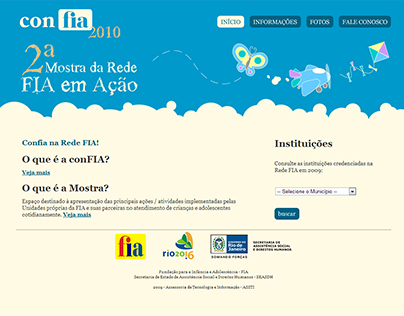 con fia 2010
INÍCIO INFORMAÇÕES FOTOS FALE CONOSCO
2ª Mostra da Rede
FIA em Ação
Confia na Rede FIA!
O que é a conFIA?
Veja mais
O que é a Mostra?
Espaço destinado à apresentação das principais ações / atividades implementadas pelas
Unidades próprias da FIA e suas parceiras no atendimento de crianças e adolescentes
cotidianamente. Veja mais
Instituições
Consulte as instituições credenciadas na
Rede FIA em 2009:
-- Selecione o Município --
buscar
fia
rio2016
GOVERNO DO
Rio de Janeiro
SOMANDO FORÇAS
SECRETARIA DE
ASSISTÊNCIA SOCIAL
E DIREITOS HUMANOS
Fundação para a Infância e Adolescência - FIA
Secretaria de Estado de Assistência Social e Direitos Humanos - SEASDH
2009 - Assessoria de Tecnologia e Informação - ASSTI